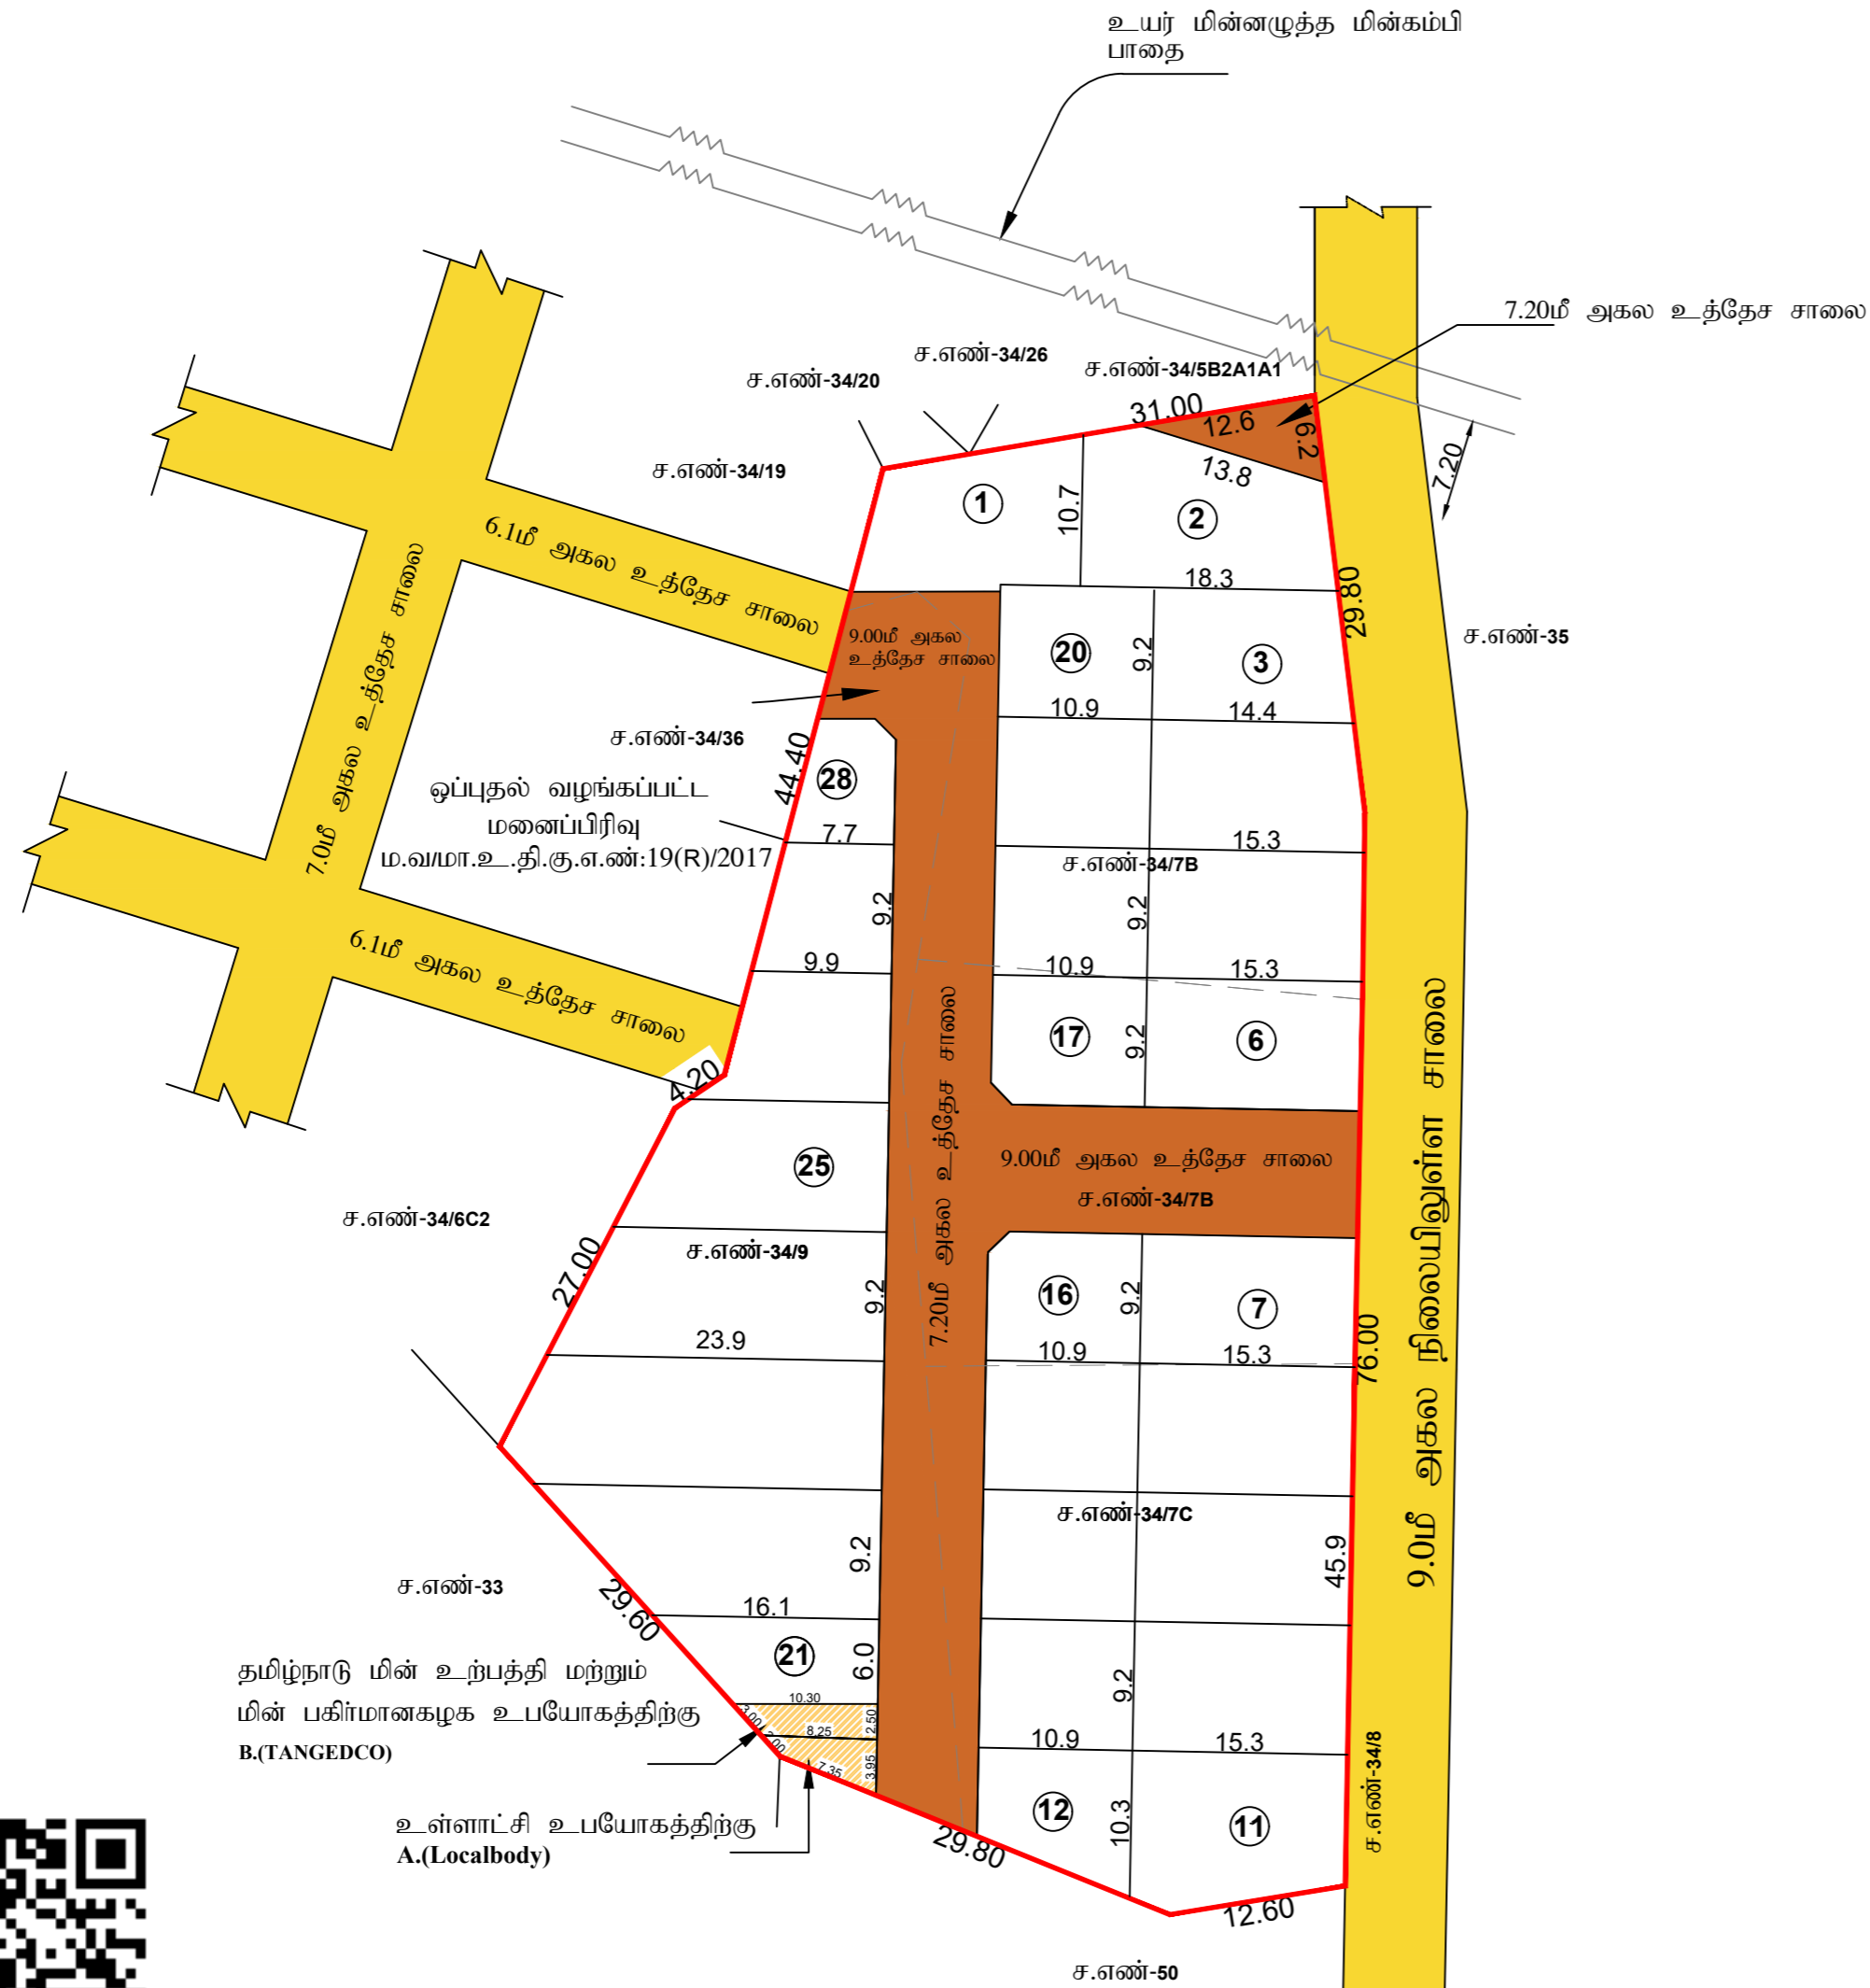 உயர் மின்னழுத்த மின்கம்பி
பாதை
7.20மீ அகல உத்தேச சாலை
ச.எண்-34/26
ச.எண்-34/5B2A1A1
ச.எண்-34/20
31.00
12.6
6.2
13.8
7.20
ச.எண்-34/19
1
10.7
2
6.1மீ அகல உத்தேச சாலை
7.0மீ அகல உத்தேச சாலை
18.3
29.80
9.00மீ அகல
உத்தேச சாலை
20
9.2
3
ச.எண்-35
10.9
14.4
ச.எண்-34/36
44.40
28
ஒப்புதல் வழங்கப்பட்ட
மனைப்பிரிவு
ம.வ/மா.உ.தி.கு.எ.ண்:19(R)/2017
7.7
15.3
ச.எண்-34/7B
9.2
9.2
6.1மீ அகல உத்தேச சாலை
9.9
10.9
15.3
17
9.2
6
4.20
7.20மீ அகல உத்தேச சாலை
9.0மீ அகல நிலையிலுள்ள சாலை
25
9.00மீ அகல உத்தேச சாலை
ச.எண்-34/7B
ச.எண்-34/6C2
ச.எண்-34/9
27.00
9.2
16
9.2
7
23.9
10.9
15.3
76.00
ச.எண்-34/7C
9.2
45.9
ச.எண்-33
29.60
16.1
21
6.0
தமிழ்நாடு மின் உற்பத்தி மற்றும்
மின் பகிர்மானகழக உபயோகத்திற்கு
B.(TANGEDCO)
10.30
3.00
2.50
8.25
2.00
7.35
3.95
9.2
10.9
15.3
ச.எண்-34/8
உள்ளாட்சி உபயோகத்திற்கு
A.(Localbody)
12
10.3
11
29.80
12.60
ச.எண்-50